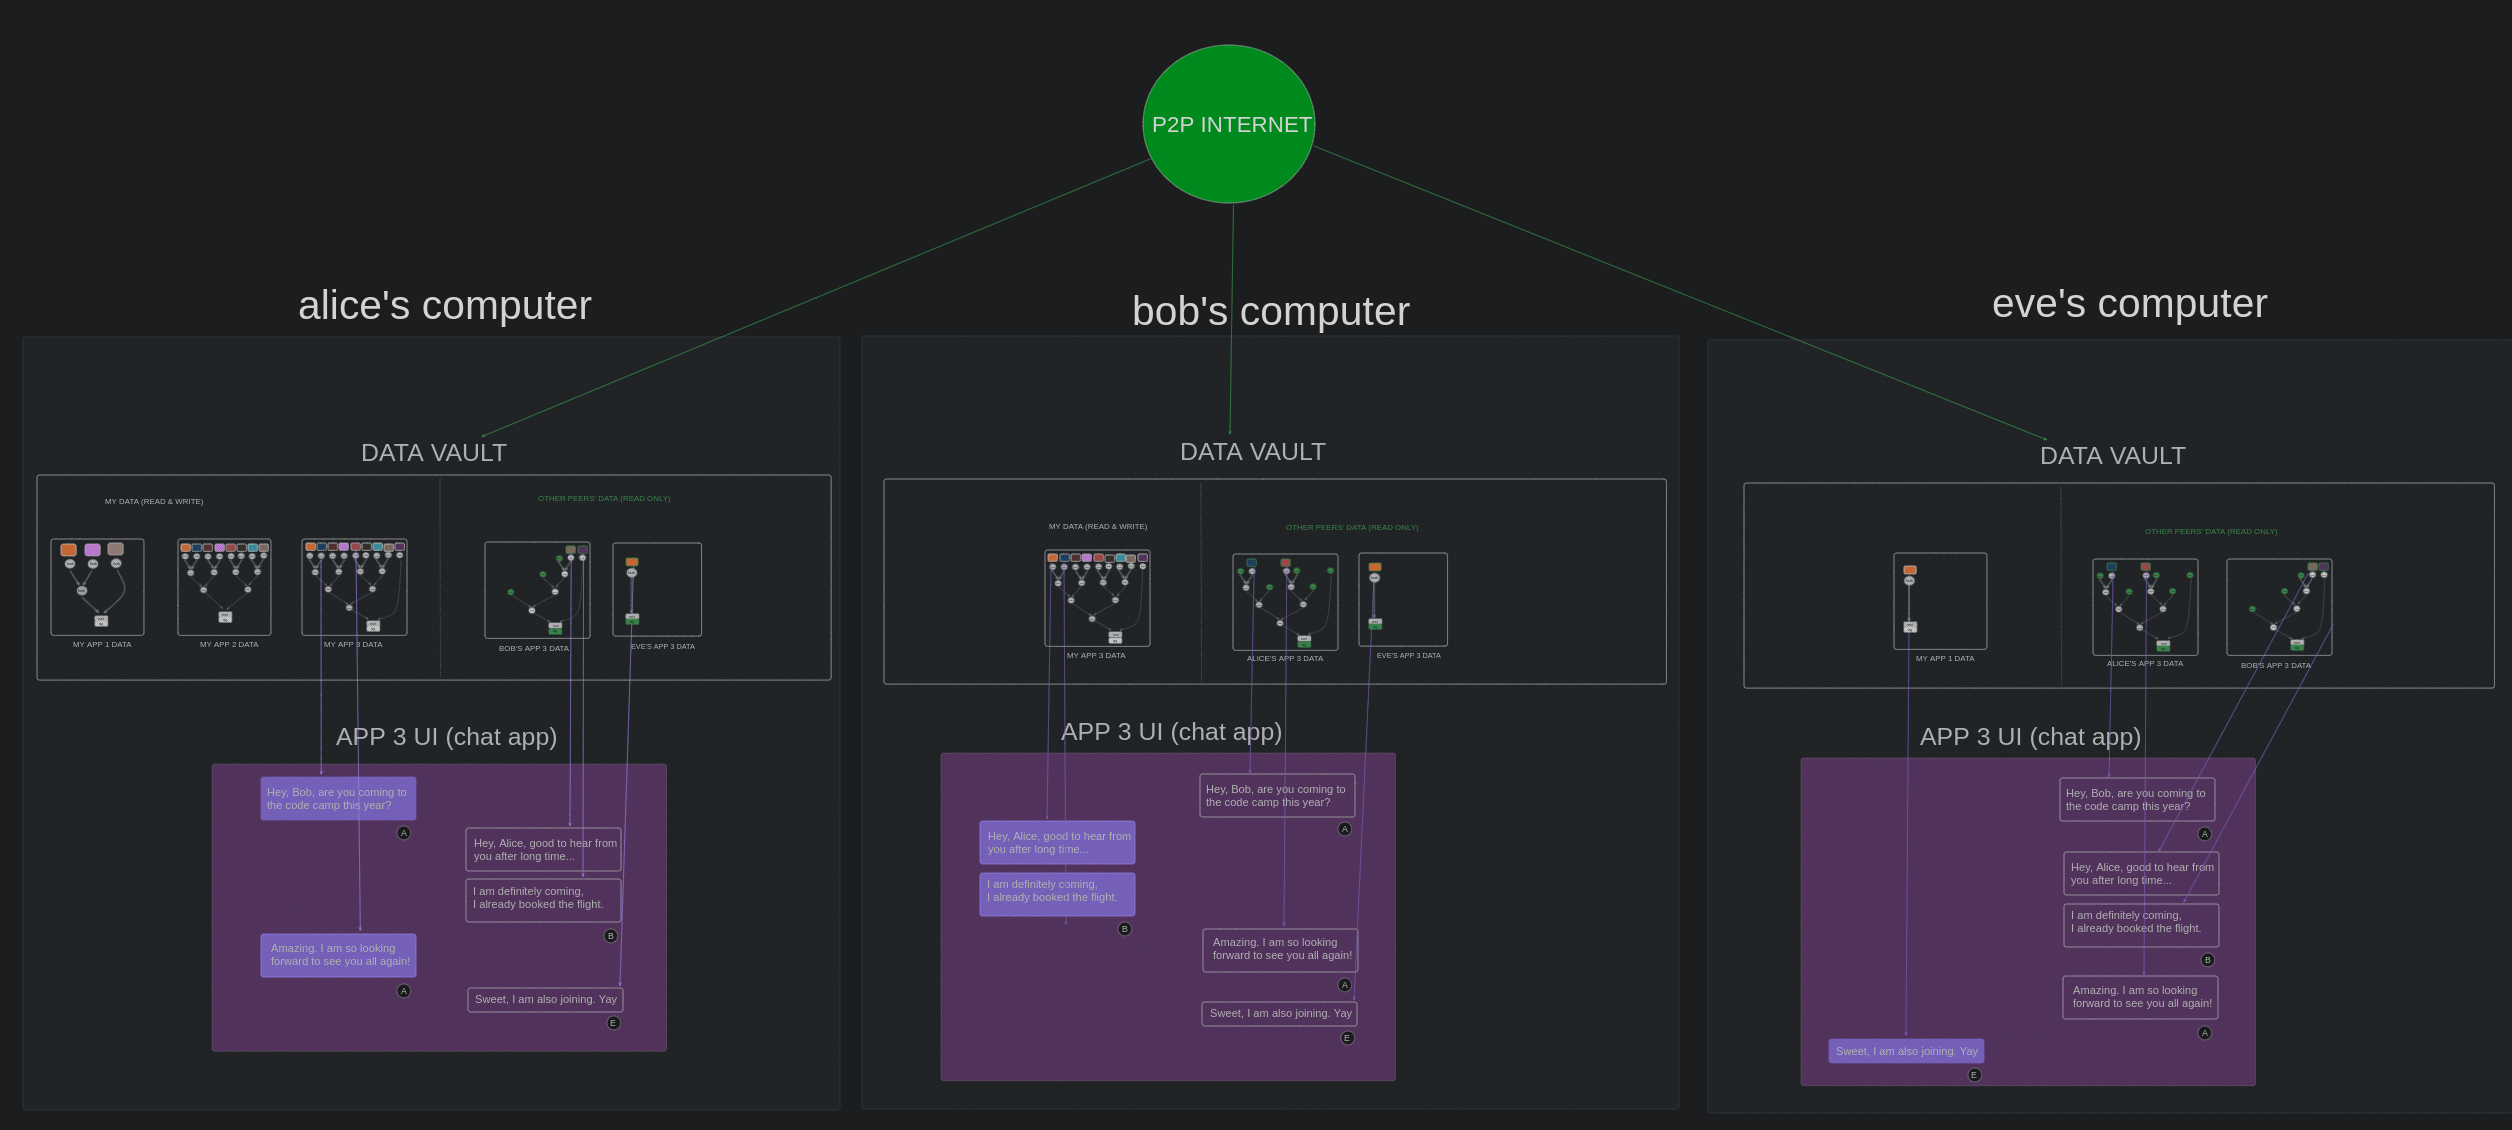 P2P INTERNET
alice's computer
DATA VAULT
MY DATA (READ & WRITE)
OTHER PEERS' DATA (READ ONLY)
MY APP 1 DATA
MY APP 2 DATA
MY APP 3 DATA
BOB'S APP 3 DATA
EVE'S APP 3 DATA
APP 3 UI (chat app)
Hey, Bob, are you coming to
the code camp this year?
A
Hey, Alice, good to hear from
you after long time...
I am definitely coming,
I already booked the flight.
B
Amazing. I am so looking
forward to see you all again!
A
Sweet, I am also joining. Yay
E
bob's computer
DATA VAULT
MY DATA (READ & WRITE)
OTHER PEERS' DATA (READ ONLY)
MY APP 3 DATA
ALICE'S APP 3 DATA
EVE'S APP 3 DATA
APP 3 UI (chat app)
Hey, Bob, are you coming to
the code camp this year?
A
Hey, Alice, good to hear from
you after long time...
I am definitely coming,
I already booked the flight.
B
Amazing. I am so looking
forward to see you all again!
A
Sweet, I am also joining. Yay
E
eve's computer
DATA VAULT
OTHER PEERS' DATA (READ ONLY)
MY APP 1 DATA
ALICE'S APP 3 DATA
BOB'S APP 3 DATA
APP 3 UI (chat app)
Hey, Bob, are you coming to
the code camp this year?
A
Hey, Alice, good to hear from
you after long time...
I am definitely coming,
I already booked the flight.
B
Amazing. I am so looking
forward to see you all again!
A
Sweet, I am also joining. Yay
E